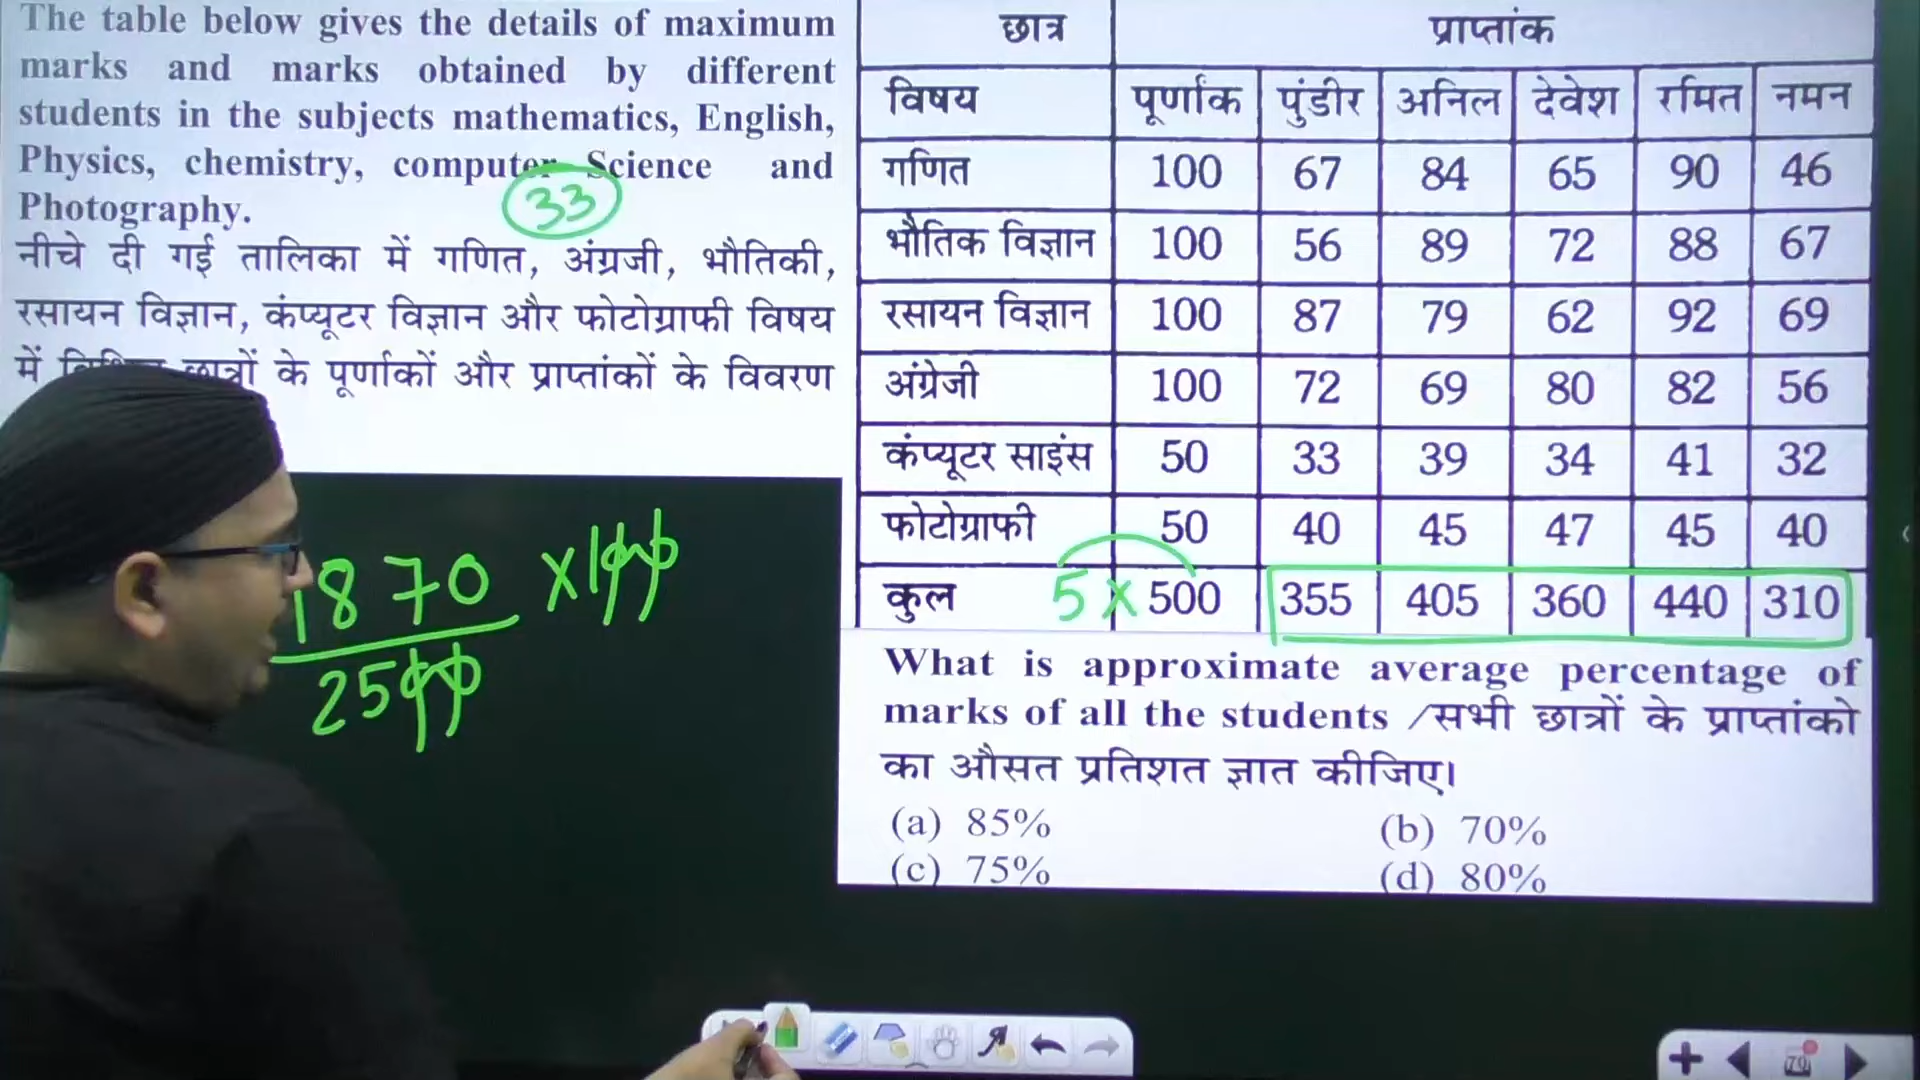 The table below gives the details of maximum
marks and marks obtained by different
students in the subjects mathematics, English,
Physics, chemistry, computer Science and
Photography.
33
नीचे दी गई तालिका में गणित, अंग्रजी, भौतिकी,
रसायन विज्ञान, कंप्यूटर विज्ञान और फोटोग्राफी विषय
में छात्रों के पूर्णाकों और प्राप्तांकों के विवरण
1870 ×100
2500
छात्र प्राप्तांक
विषय पूर्णांक पुंडीर अनिल देवेश रमित नमन
गणित 100 67 84 65 90 46
भौतिक विज्ञान 100 56 89 72 88 67
रसायन विज्ञान 100 87 79 62 92 69
अंग्रेजी 100 72 69 80 82 56
कंप्यूटर साइंस 50 33 39 34 41 32
फोटोग्राफी 50 40 45 47 45 40
कुल 5 × 500 355 405 360 440 310
What is approximate average percentage of
marks of all the students /सभी छात्रों के प्राप्तांको
का औसत प्रतिशत ज्ञात कीजिए।
(a) 85% (b) 70%
(c) 75% (d) 80%
70